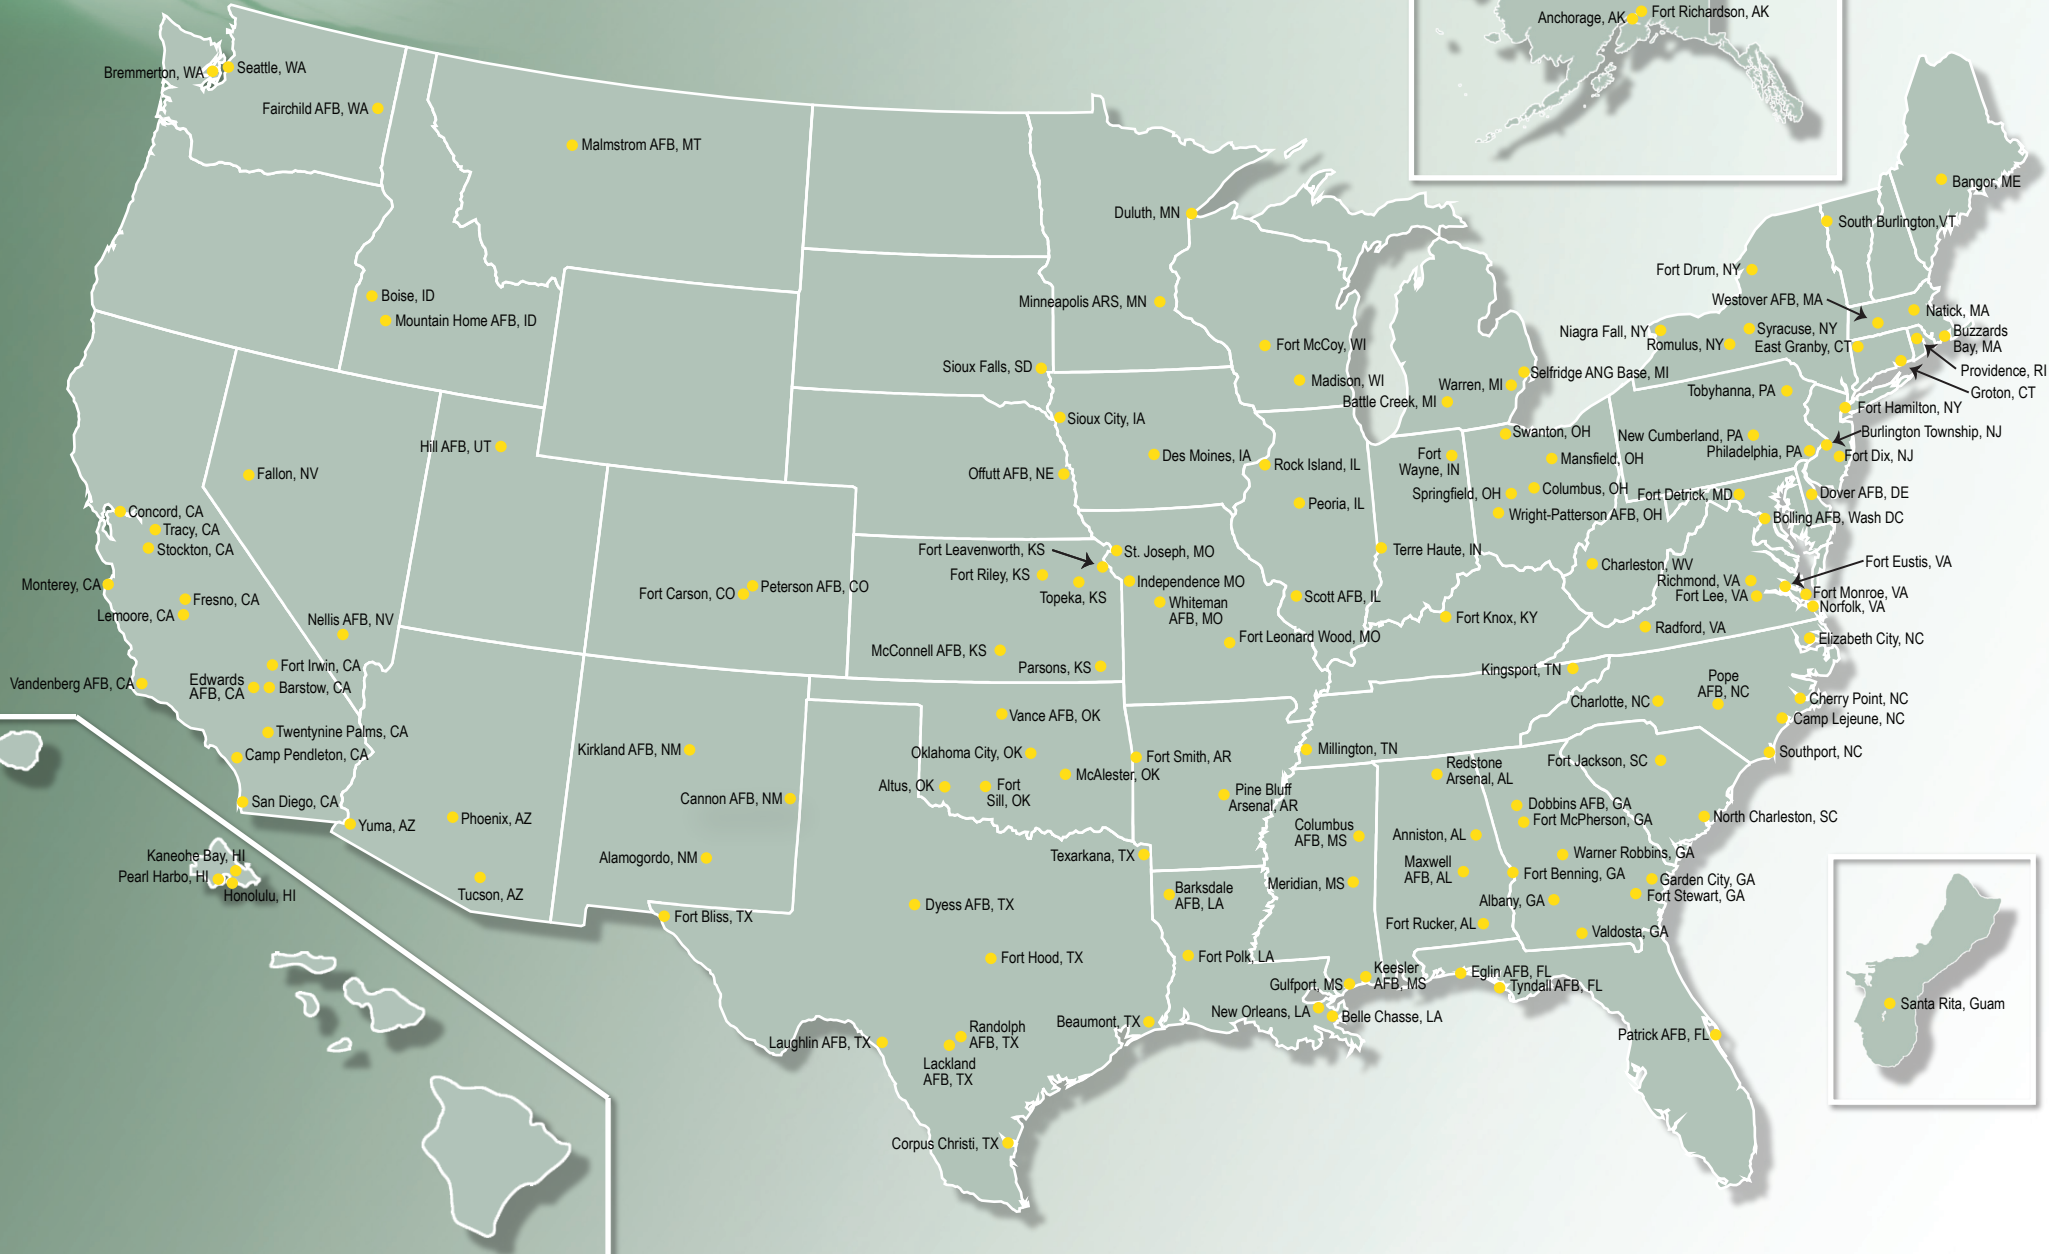 Anchorage, AK
Fort Richardson, AK
Bremmerton, WA
Seattle, WA
Fairchild AFB, WA
Malmstrom AFB, MT
Bangor, ME
Duluth, MN
South Burlington,VT
Fort Drum, NY
Boise, ID
Minneapolis ARS, MN
Westover AFB, MA
Natick, MA
Mountain Home AFB, ID
Niagra Fall, NY
Syracuse, NY
Buzzards
Bay, MA
Romulus, NY
East Granby, CT
Fort McCoy, WI
Sioux Falls, SD
Providence, RI
Madison, WI
Warren, MI
Selfridge ANG Base, MI
Groton, CT
Tobyhanna, PA
Battle Creek, MI
Fort Hamilton, NY
Sioux City, IA
Swanton, OH
New Cumberland, PA
Burlington Township, NJ
Hill AFB, UT
Philadelphia, PA
Fort Dix, NJ
Des Moines, IA
Fort
Wayne, IN
Mansfield, OH
Rock Island, IL
Fallon, NV
Offutt AFB, NE
Springfield, OH
Columbus, OH
Fort Detrick, MD
Dover AFB, DE
Peoria, IL
Wright-Patterson AFB, OH
Bolling AFB, Wash DC
Concord, CA
Tracy, CA
Stockton, CA
Fort Leavenworth, KS
St. Joseph, MO
Terre Haute, IN
Charleston, WV
Fort Eustis, VA
Monterey, CA
Fort Riley, KS
Independence MO
Richmond, VA
Fort Carson, CO
Peterson AFB, CO
Topeka, KS
Fort Lee, VA
Fort Monroe, VA
Fresno, CA
Whiteman
AFB, MO
Scott AFB, IL
Norfolk, VA
Lemoore, CA
Nellis AFB, NV
Fort Knox, KY
Radford, VA
Fort Leonard Wood, MO
Elizabeth City, NC
McConnell AFB, KS
Parsons, KS
Fort Irwin, CA
Kingsport, TN
Vandenberg AFB, CA
Edwards
AFB, CA
Barstow, CA
Pope
AFB, NC
Charlotte, NC
Cherry Point, NC
Vance AFB, OK
Camp Lejeune, NC
Twentynine Palms, CA
Kirkland AFB, NM
Oklahoma City, OK
Fort Smith, AR
Millington, TN
Southport, NC
Camp Pendleton, CA
Redstone
Arsenal, AL
Fort Jackson, SC
McAlester, OK
Altus, OK
Fort
Sill, OK
Pine Bluff
Arsenal, AR
San Diego, CA
Cannon AFB, NM
Dobbins AFB, GA
Fort McPherson, GA
North Charleston, SC
Yuma, AZ
Phoenix, AZ
Columbus
AFB, MS
Anniston, AL
Kaneohe Bay, HI
Alamogordo, NM
Texarkana, TX
Warner Robbins, GA
Maxwell
AFB, AL
Fort Benning, GA
Pearl Harbo, HI
Honolulu, HI
Tucson, AZ
Meridian, MS
Garden City, GA
Barksdale
AFB, LA
Albany, GA
Fort Stewart, GA
Dyess AFB, TX
Fort Bliss, TX
Fort Rucker, AL
Valdosta, GA
Fort Hood, TX
Fort Polk, LA
Keesler
AFB, MS
Gulfport, MS
Eglin AFB, FL
Tyndall AFB, FL
Santa Rita, Guam
New Orleans, LA
Belle Chasse, LA
Beaumont, TX
Randolph
AFB, TX
Laughlin AFB, TX
Patrick AFB, FL
Lackland
AFB, TX
Corpus Christi, TX